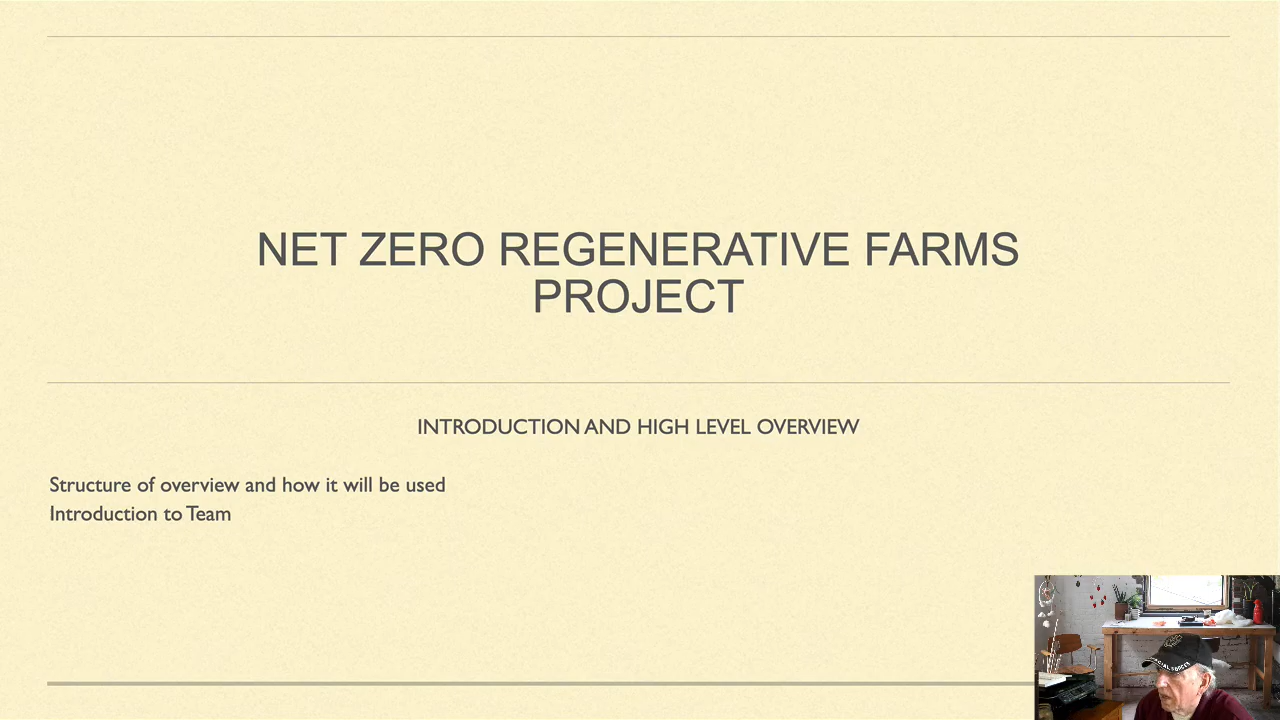 NET ZERO REGENERATIVE FARMS
PROJECT
INTRODUCTION AND HIGH LEVEL OVERVIEW
Structure of overview and how it will be used
Introduction to Team